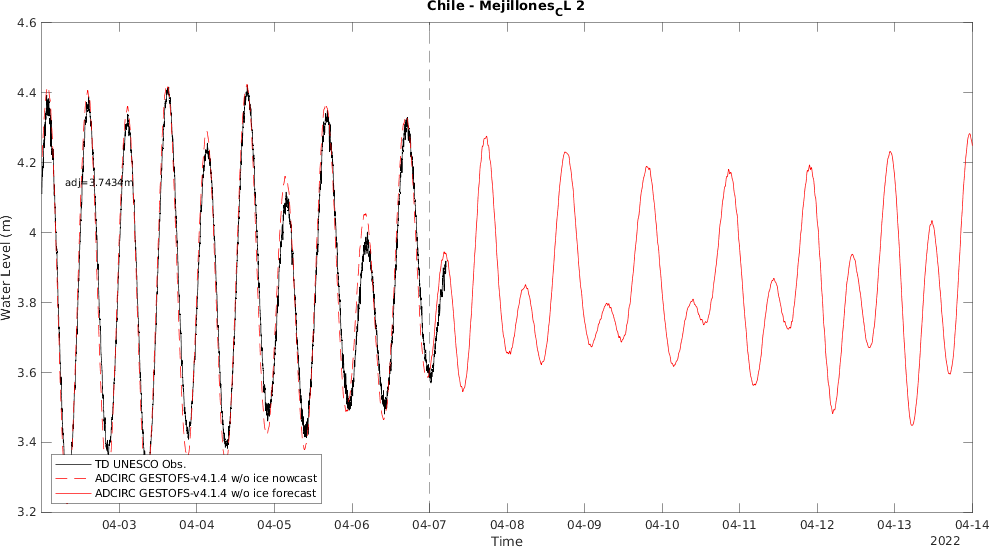 Chile - Mejillones_CL 2
4.6
4.4
4.2
4
3.8
3.6
3.4
3.2
Water Level (m)
adj=3.7434m
TD UNESCO Obs.
ADCIRC GESTOFS-v4.1.4 w/o ice nowcast
ADCIRC GESTOFS-v4.1.4 w/o ice forecast
04-03 04-04 04-05 04-06 04-07 04-08 04-09 04-10 04-11 04-12 04-13 04-14
Time
2022